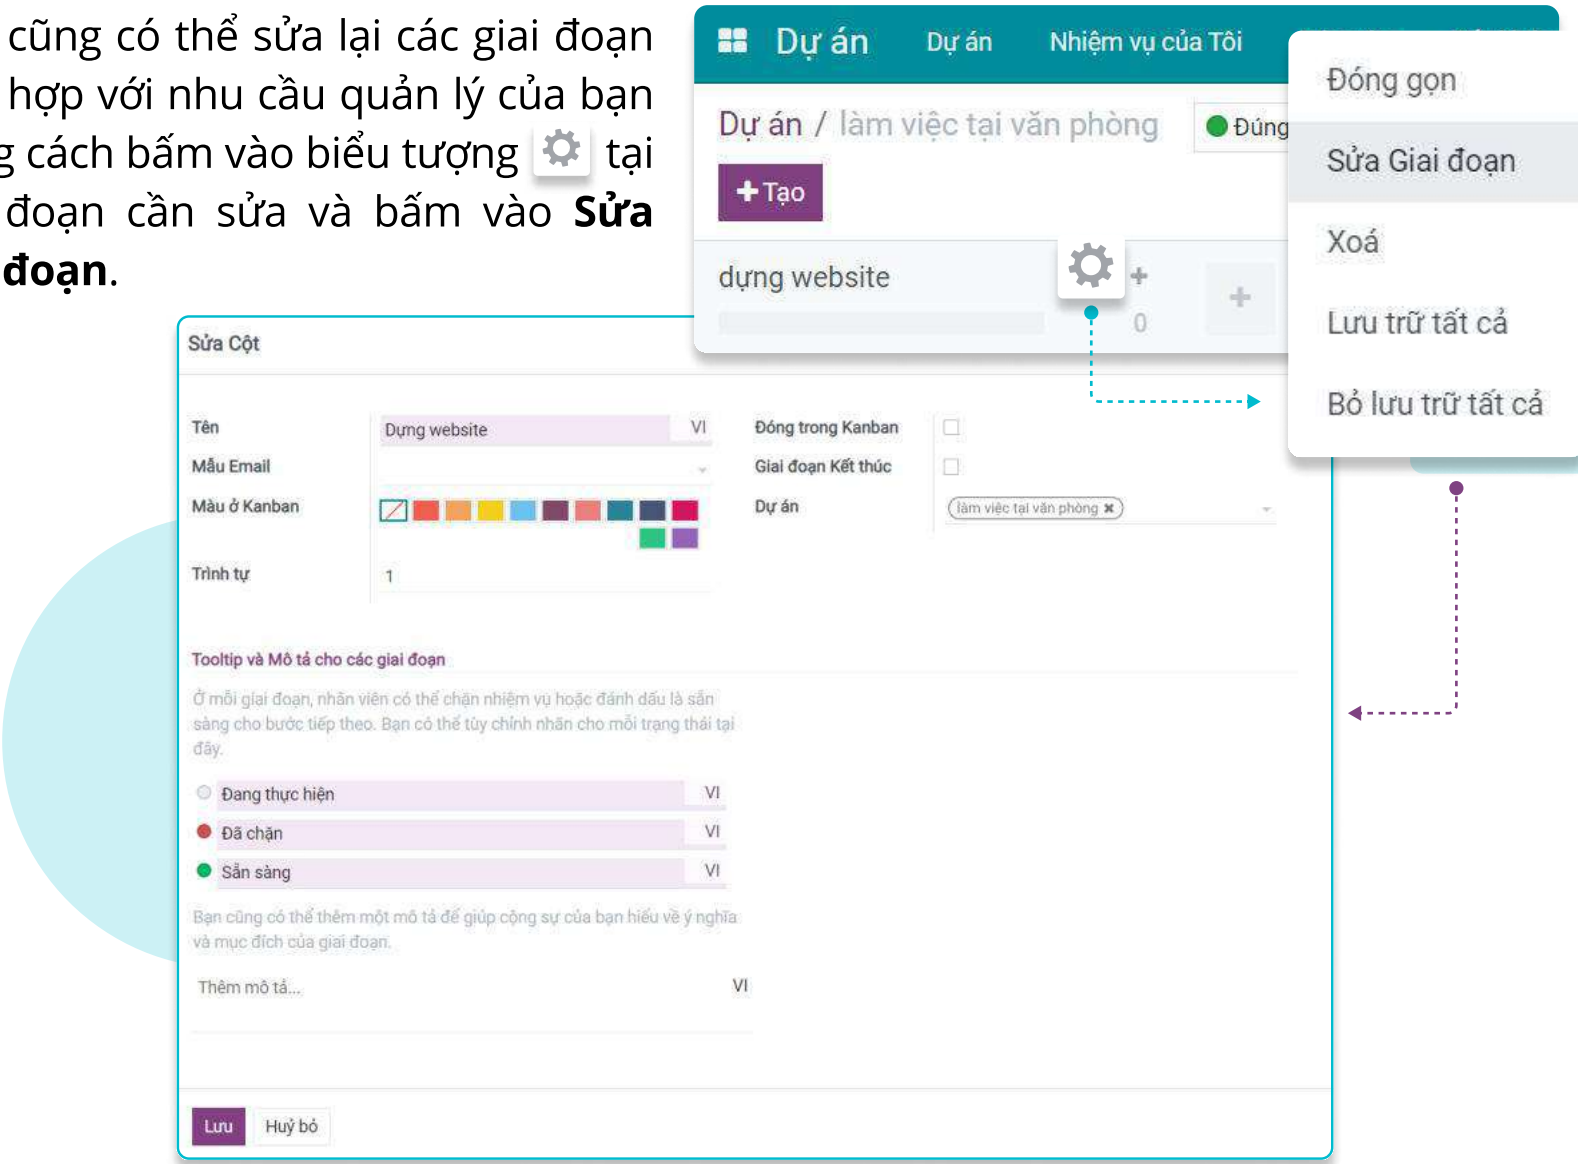 cũng có thể sửa lại các giai đoạn
hợp với nhu cầu quản lý của bạn
g cách bấm vào biểu tượng tại
đoạn cần sửa và bấm vào Sửa
đoạn.
Dự án Dự án Nhiệm vụ của Tôi
Dự án / làm việc tại văn phòng Đúng
+ Tạo
dựng website +
0
+
Đóng gọn
Sửa Giai đoạn
Xoá
Lưu trữ tất cả
Bỏ lưu trữ tất cả
Sửa Cột
Tên Dựng website VI
Mẫu Email
Màu ở Kanban
Trình tự 1
Đóng trong Kanban
Giai đoạn Kết thúc
Dự án làm việc tại văn phòng ×
Tooltip và Mô tả cho các giai đoạn
Ở mỗi giai đoạn, nhân viên có thể chặn nhiệm vụ hoặc đánh dấu là sẵn
sàng cho bước tiếp theo. Bạn có thể tùy chỉnh nhãn cho mỗi trạng thái tại
đây.
Đang thực hiện VI
Đã chặn VI
Sẵn sàng VI
Bạn cũng có thể thêm một mô tả để giúp cộng sự của bạn hiểu về ý nghĩa
và mục đích của giai đoạn.
Thêm mô tả... VI
Lưu Huỷ bỏ